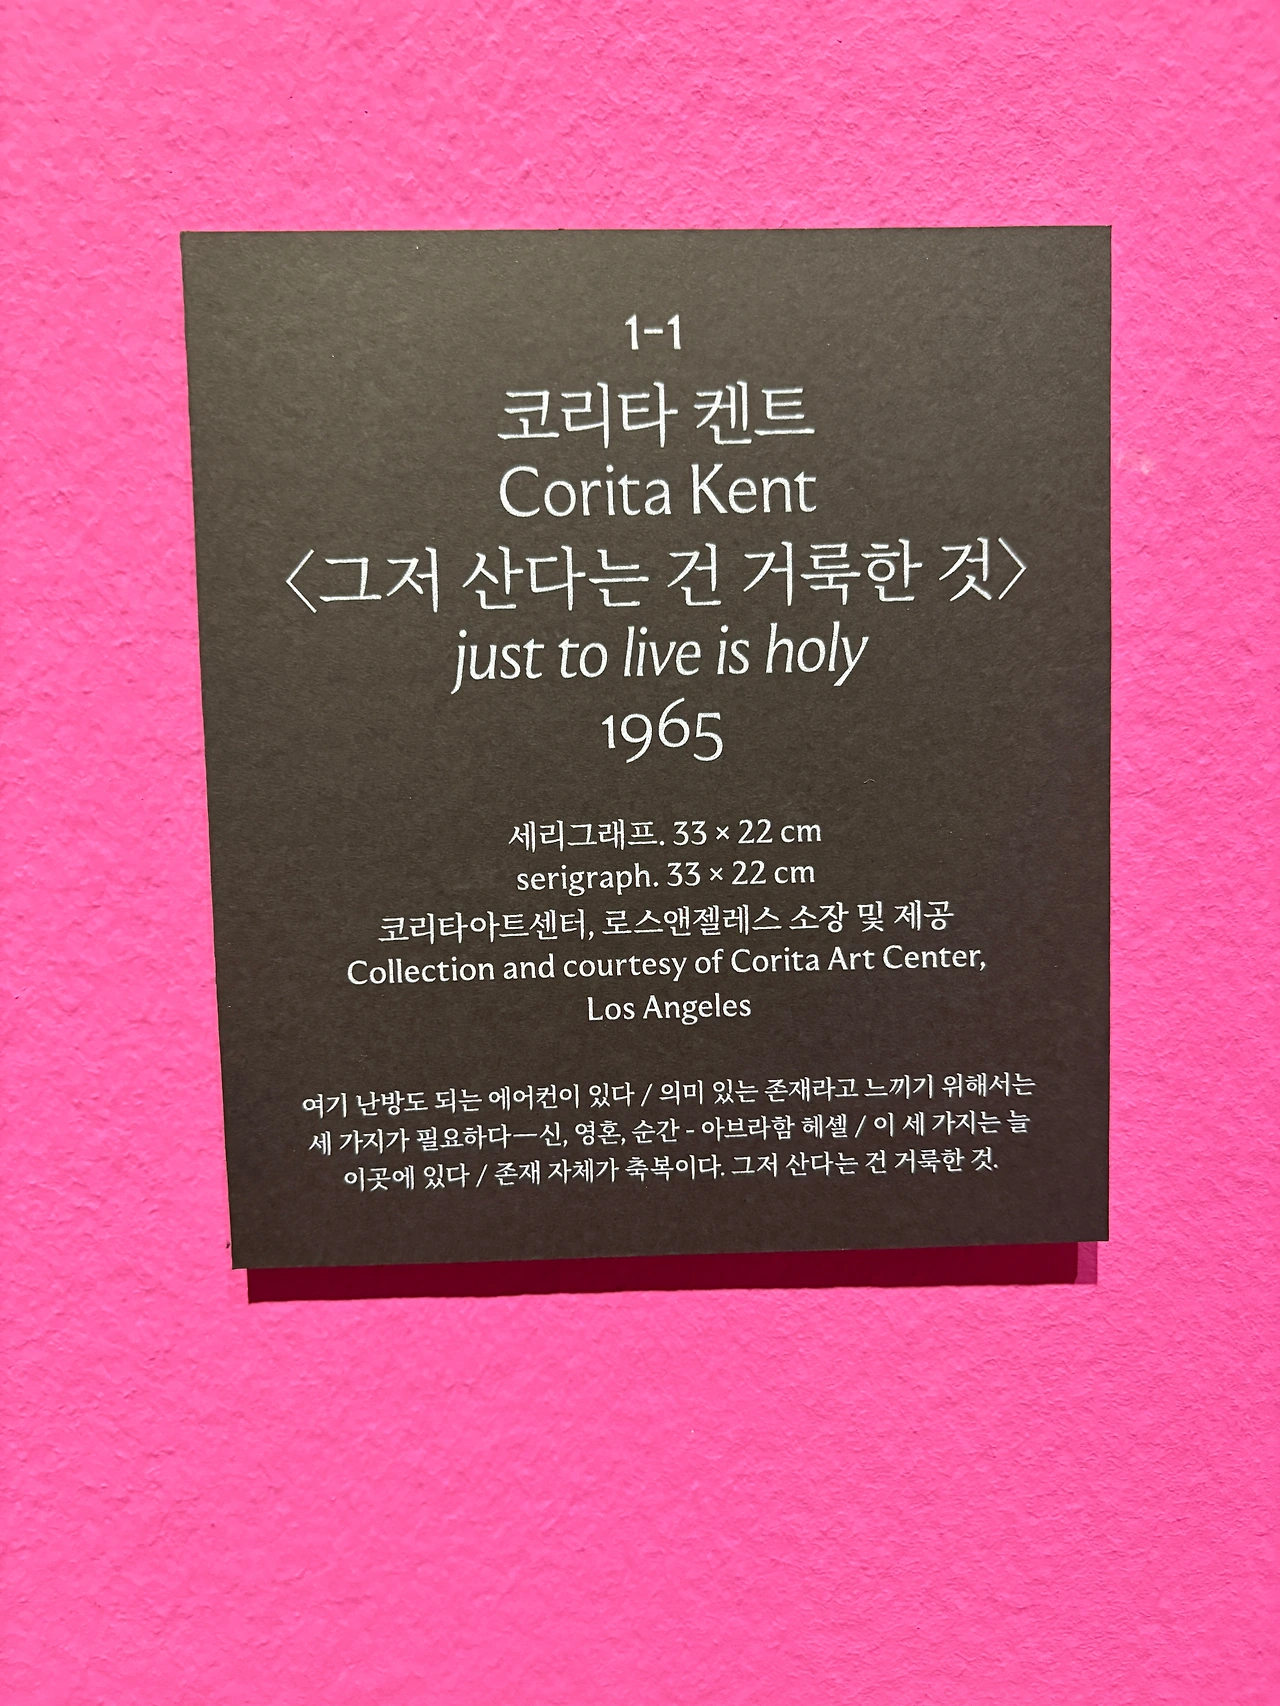 1–1
코리타 켄트
Corita Kent
〈그저 산다는 건 거룩한 것〉
just to live is holy
1965
세리그래프. 33 × 22 cm
serigraph. 33 × 22 cm
코리타아트센터, 로스앤젤레스 소장 및 제공
Collection and courtesy of Corita Art Center,
Los Angeles
여기 난방도 되는 에어컨이 있다 / 의미 있는 존재라고 느끼기 위해서는
세 가지가 필요하다—신, 영혼, 순간 - 아브라함 헤셸 / 이 세 가지는 늘
이곳에 있다 / 존재 자체가 축복이다. 그저 산다는 건 거룩한 것.